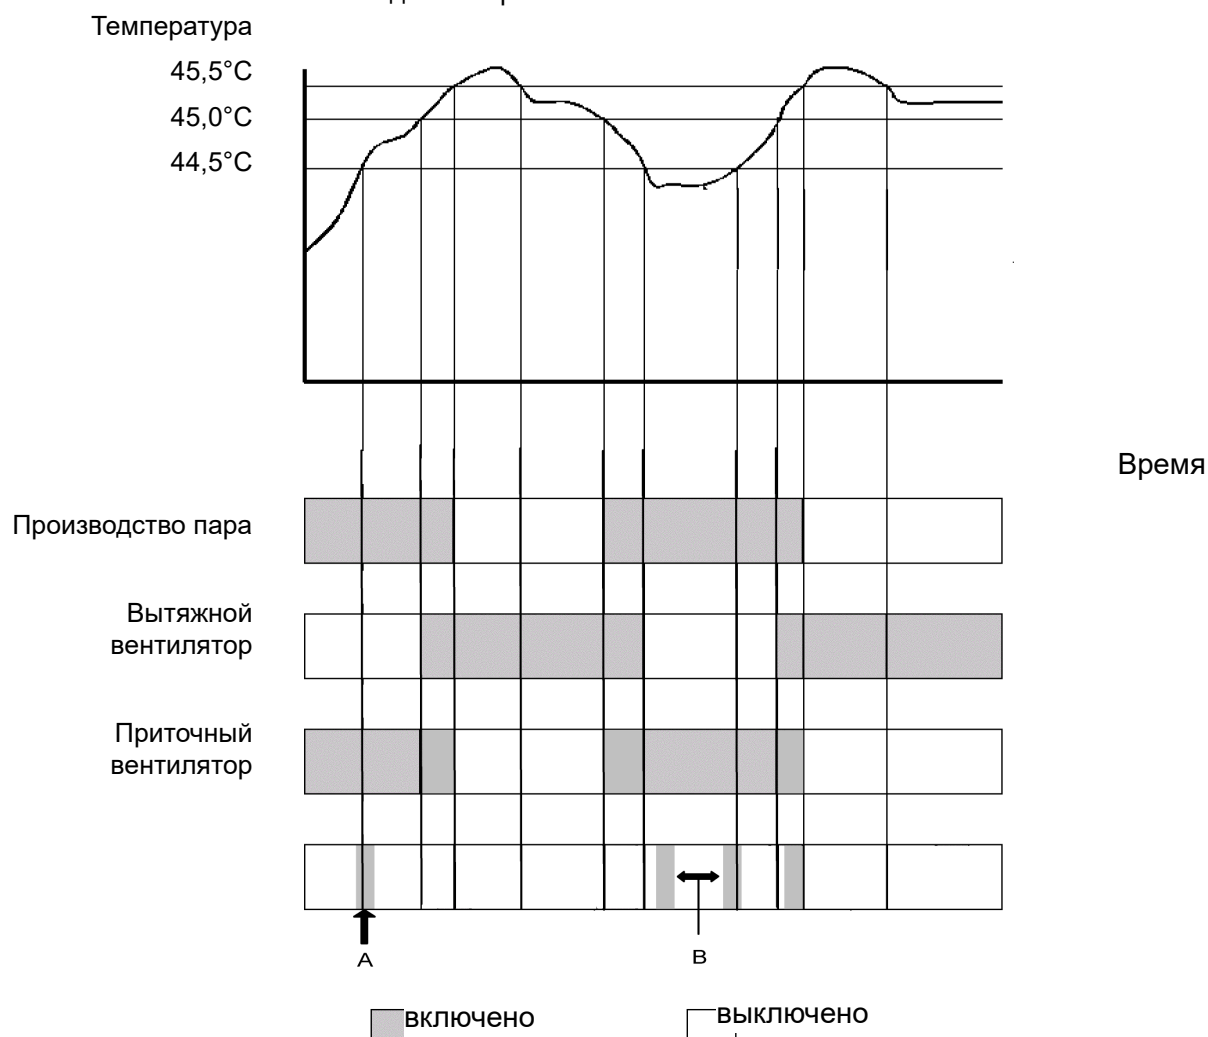 Температура
45,5°C
45,0°C
44,5°C
Время
Производство пара
Вытяжной
вентилятор
Приточный
вентилятор
A
B
включено
выключено